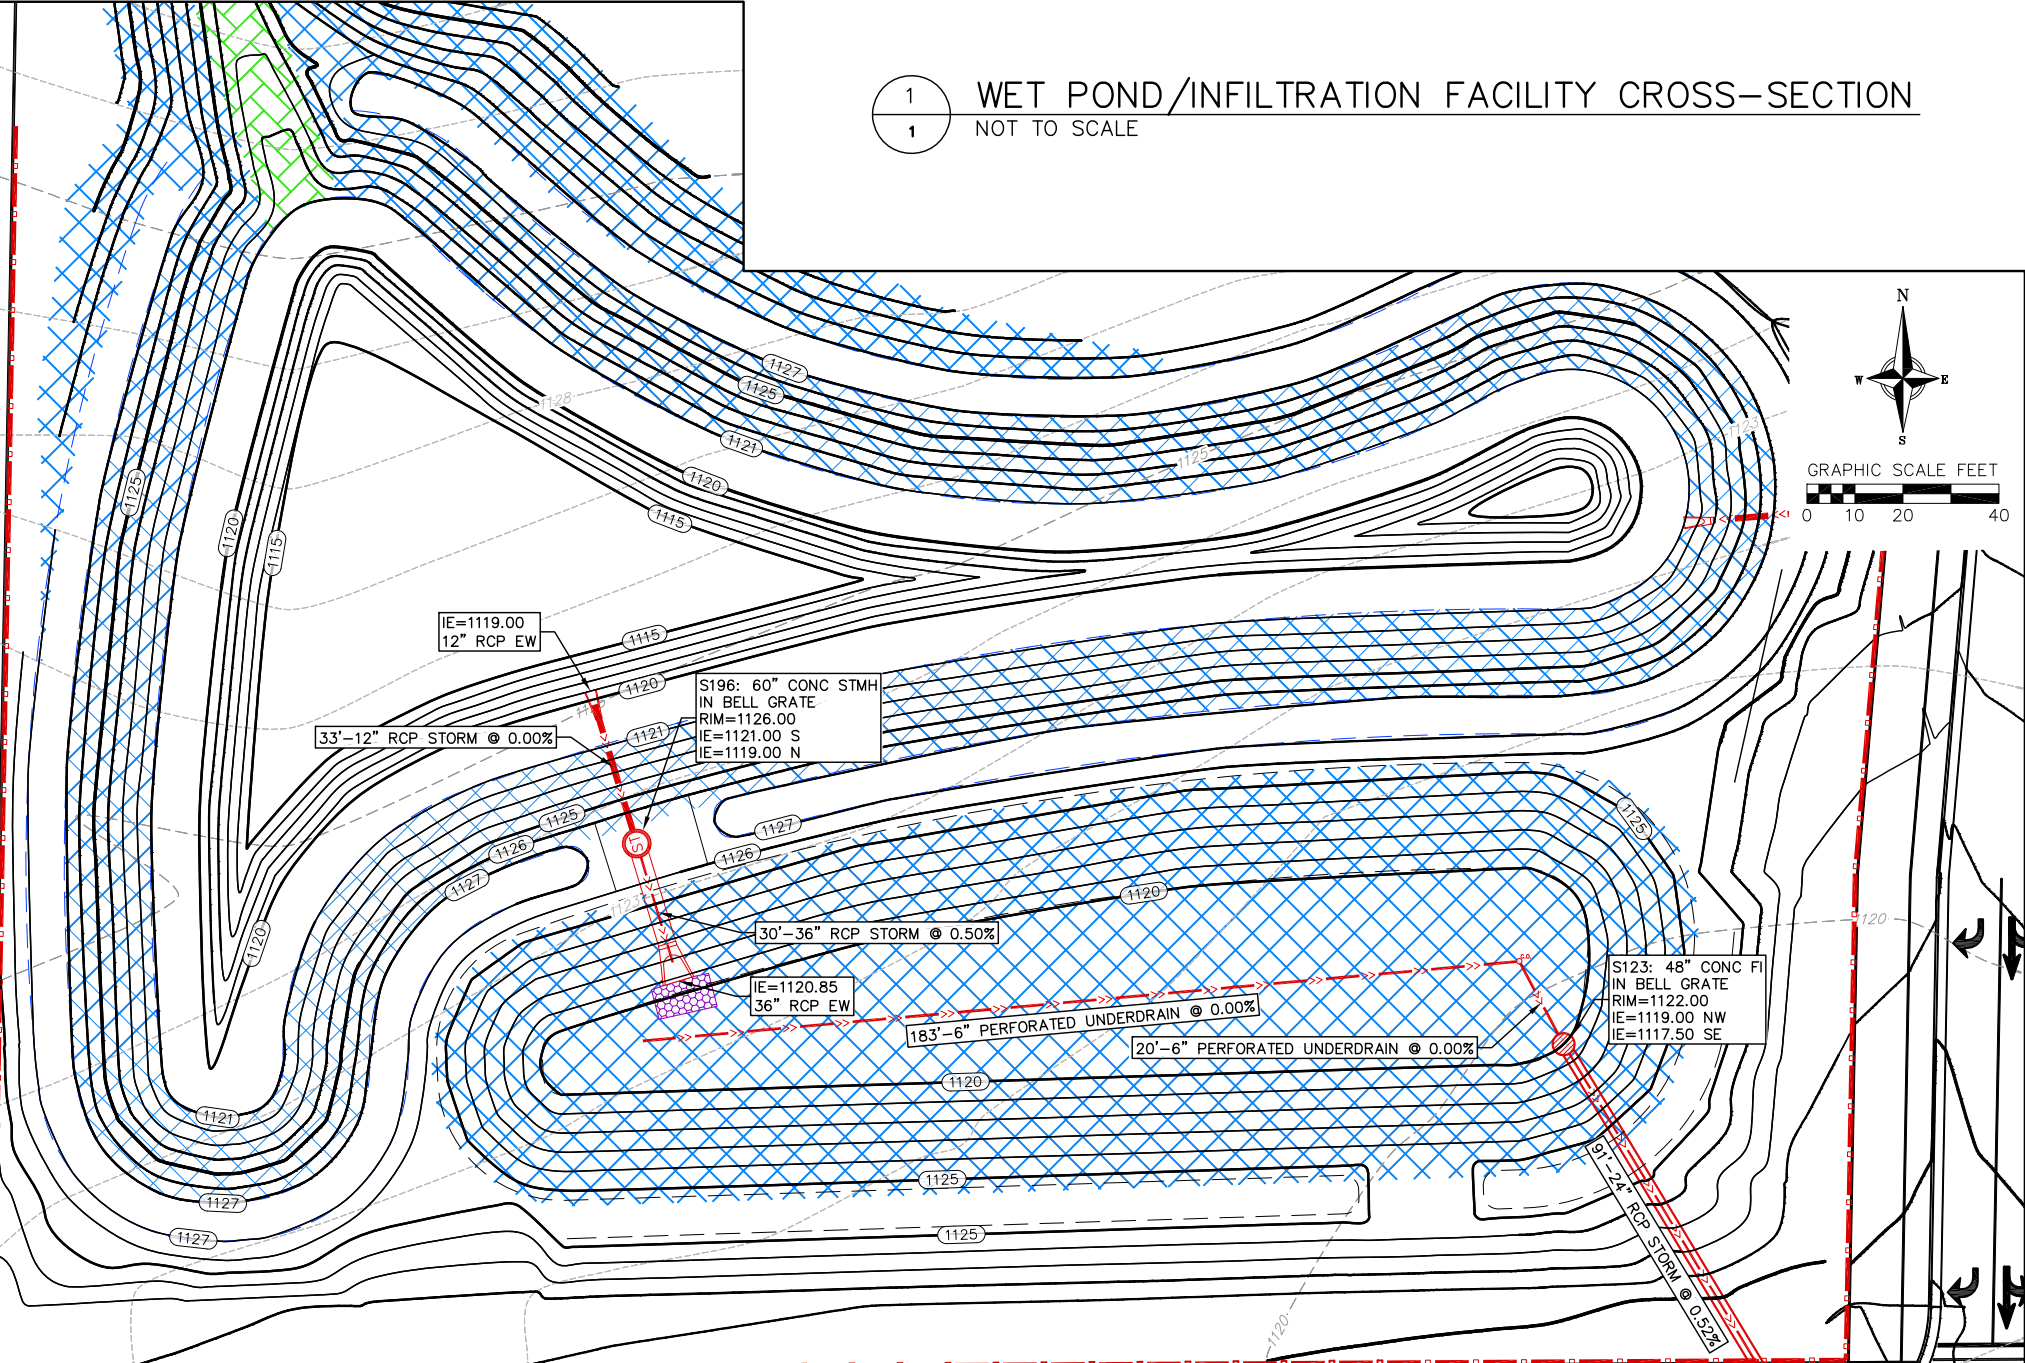 1
1
WET POND/INFILTRATION FACILITY CROSS-SECTION
NOT TO SCALE
N
W
E
S
GRAPHIC SCALE FEET
0 10 20 40
1127
1125
1121
1128
1125
1123
1120
1115
1125
1120
1115
IE=1119.00
12" RCP EW
1115
1120
33'-12" RCP STORM @ 0.00%
1121
S196: 60" CONC STMH
IN BELL GRATE
RIM=1126.00
IE=1121.00 S
IE=1119.00 N
1125
1126
1127
ST
1127
1126
1125
1123
1120
1120
1120
30'-36" RCP STORM @ 0.50%
IE=1120.85
36" RCP EW
183'-6" PERFORATED UNDERDRAIN @ 0.00%
20'-6" PERFORATED UNDERDRAIN @ 0.00%
S123: 48" CONC FI
IN BELL GRATE
RIM=1122.00
IE=1119.00 NW
IE=1117.50 SE
1120
1121
1125
1127
1127
1125
91'-24" RCP STORM @ 0.52%
1120